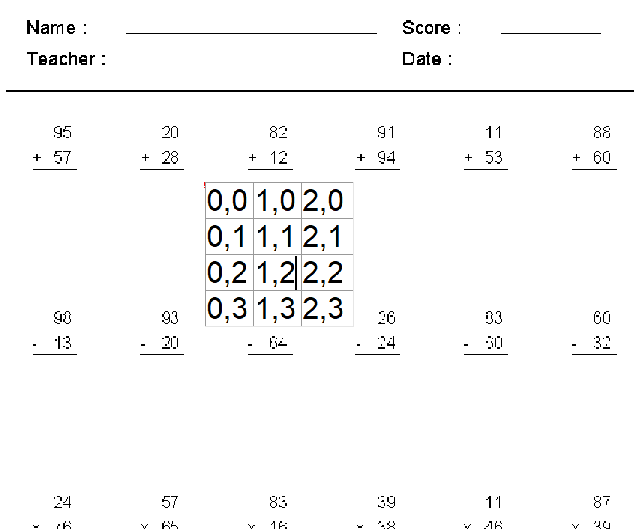 Name : Score :
Teacher : Date :
95 20 82 91 11 88
+ 57 + 28 + 12 + 94 + 53 + 60
0,0 1,0 2,0
0,1 1,1 2,1
0,2 1,2 2,2
0,3 1,3 2,3
98 93 26 83 60
- 13 - 20 - 64 - 24 - 32
24 57 83 39 11 87